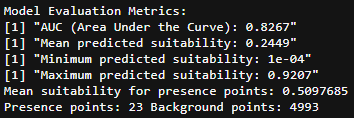 Model Evaluation Metrics:
[1] "AUC (Area Under the Curve): 0.8267"
[1] "Mean predicted suitability: 0.2449"
[1] "Minimum predicted suitability: 1e-04"
[1] "Maximum predicted suitability: 0.9207"
Mean suitability for presence points: 0.5097685
Presence points: 23 Background points: 4993